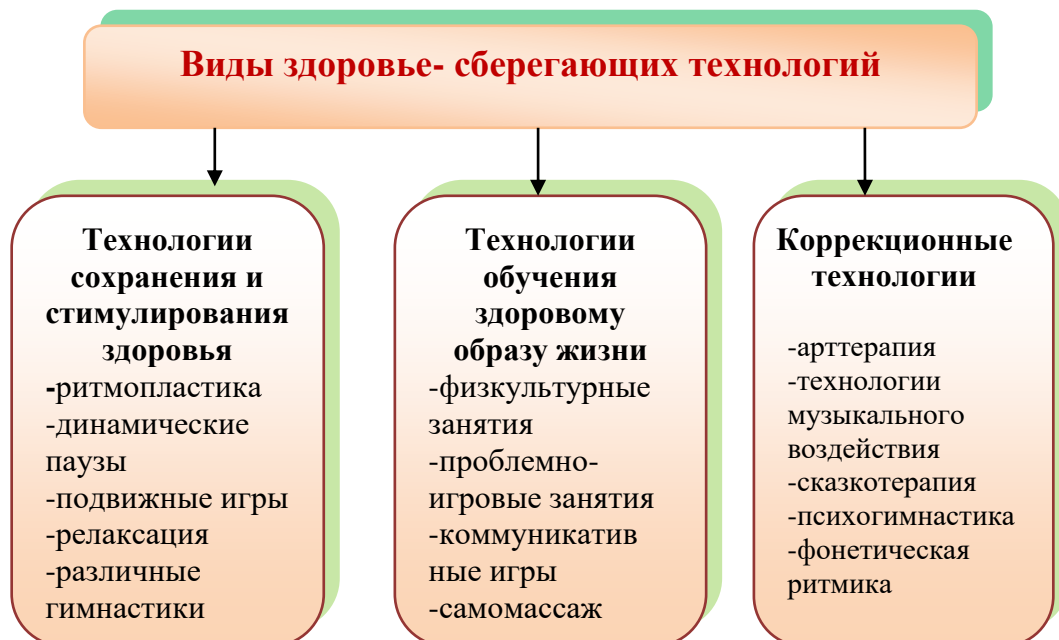 Виды здоровье- сберегающих технологий
Технологии
сохранения и
стимулирования
здоровья
-ритмопластика
-динамические
паузы
-подвижные игры
-релаксация
-различные
гимнастики
Технологии
обучения
здоровому
образу жизни
-физкультурные
занятия
-проблемно-
игровые занятия
-коммуникатив
ные игры
-самомассаж
Коррекционные
технологии
-арттерапия
-технологии
музыкального
воздействия
-сказкотерапия
-психогимнастика
-фонетическая
ритмика